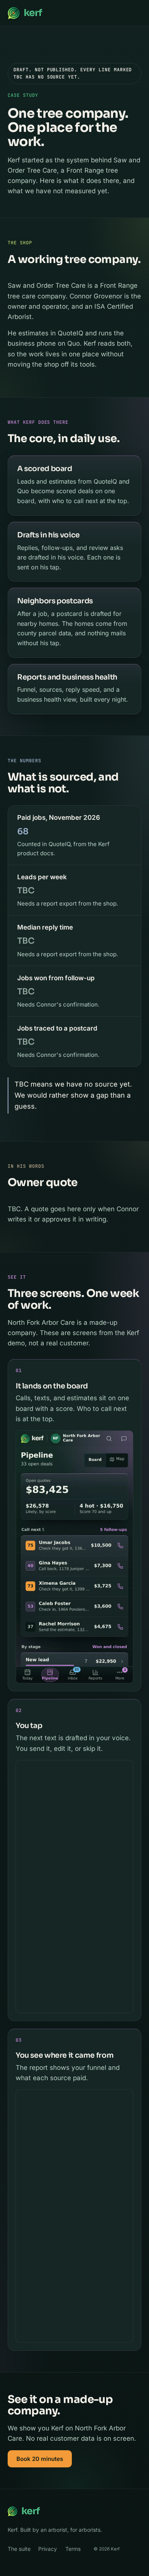 kerf
DRAFT. NOT PUBLISHED. EVERY LINE MARKED
TBC HAS NO SOURCE YET.
CASE STUDY
One tree company.
One place for the
work.
Kerf started as the system behind Saw and
Order Tree Care, a Front Range tree
company. Here is what it does there, and
what we have not measured yet.
THE SHOP
A working tree company.
Saw and Order Tree Care is a Front Range
tree care company. Connor Grovenor is the
owner and operator, and an ISA Certified
Arborist.
He estimates in QuoteIQ and runs the
business phone on Quo. Kerf reads both,
so the work lives in one place without
moving the shop off its tools.
WHAT KERF DOES THERE
The core, in daily use.
A scored board
Leads and estimates from QuoteIQ and
Quo become scored deals on one
board, with who to call next at the top.
Drafts in his voice
Replies, follow-ups, and review asks
are drafted in his voice. Each one is
sent on his tap.
Neighbors postcards
After a job, a postcard is drafted for
nearby homes. The homes come from
county parcel data, and nothing mails
without his tap.
Reports and business health
Funnel, sources, reply speed, and a
business health view, built every night.
THE NUMBERS
What is sourced, and
what is not.
Paid jobs, November 2026
68
Counted in QuoteIQ, from the Kerf
product docs.
Leads per week
TBC
Needs a report export from the shop.
Median reply time
TBC
Needs a report export from the shop.
Jobs won from follow-up
TBC
Needs Connor's confirmation.
Jobs traced to a postcard
TBC
Needs Connor's confirmation.
TBC means we have no source yet.
We would rather show a gap than a
guess.
IN HIS WORDS
Owner quote
TBC. A quote goes here only when Connor
writes it or approves it in writing.
SEE IT
Three screens. One week
of work.
North Fork Arbor Care is a made-up
company. These are screens from the Kerf
demo, not a real customer.
01
It lands on the board
Calls, texts, and estimates sit on one
board with a score. Who to call next
is at the top.
kerf
NF
North Fork Arbor
Care
Pipeline
33 open deals
Board
Map
Open quotes
$83,425
$26,578
Likely, by score
4 hot · $16,750
Score 70 and up
Call next
5 follow-ups
Umar Jacobs
$10,500
Gina Hayes
$7,300
Ximena Garcia
$3,725
Caleb Foster
$3,600
Rachel Morrison
$4,675
By stage
Won and closed
New lead
7
$22,950
Today
Pipeline
Inbox
Reports
More
02
You tap
The next text is drafted in your voice.
You send it, edit it, or skip it.
03
You see where it came from
The report shows your funnel and
what each source paid.
See it on a made-up
company.
We show you Kerf on North Fork Arbor
Care. No real customer data is on screen.
Book 20 minutes
kerf
Kerf. Built by an arborist, for arborists.
The suite
Privacy
Terms
© 2026 Kerf